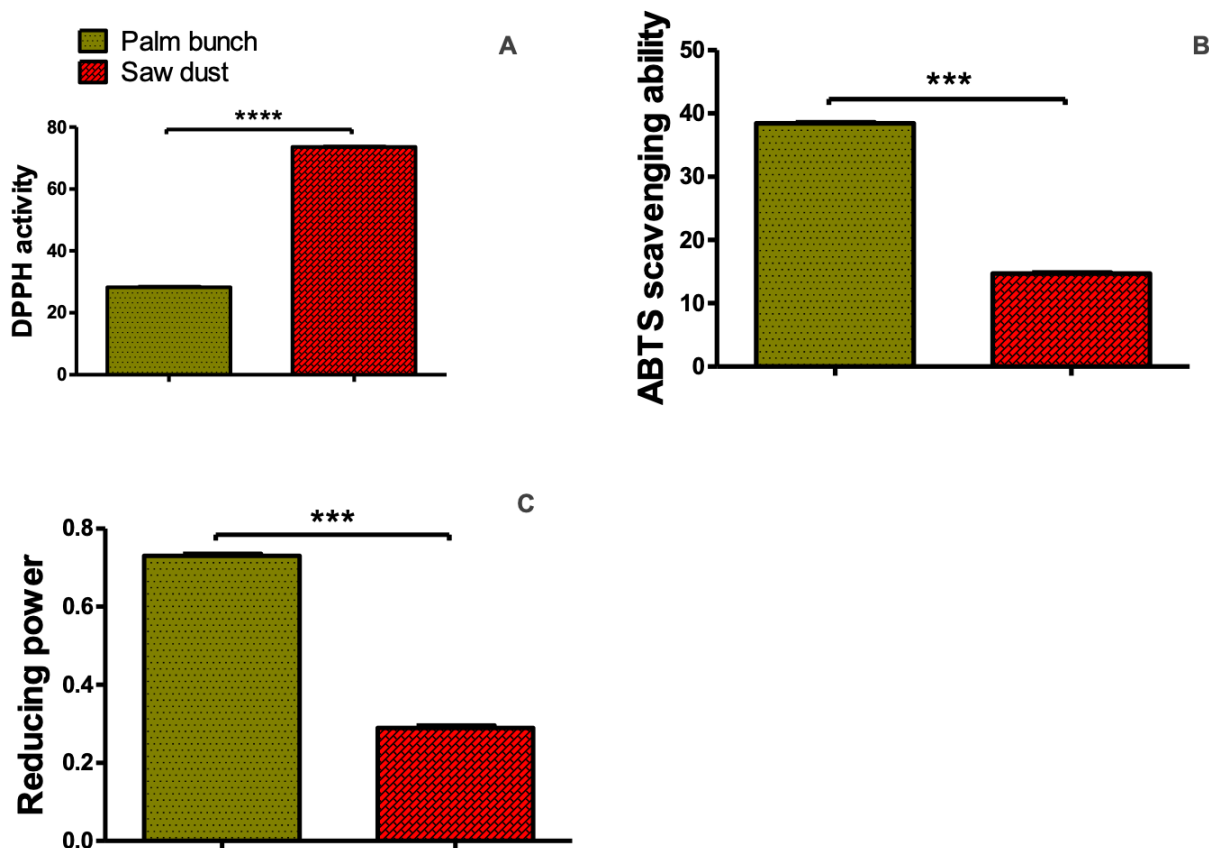 Palm bunch
Saw dust
A
****
DPPH activity
80
60
40
20
0
B
***
ABTS scavenging ability
50
40
30
20
10
0
C
***
Reducing power
0.8
0.6
0.4
0.2
0.0